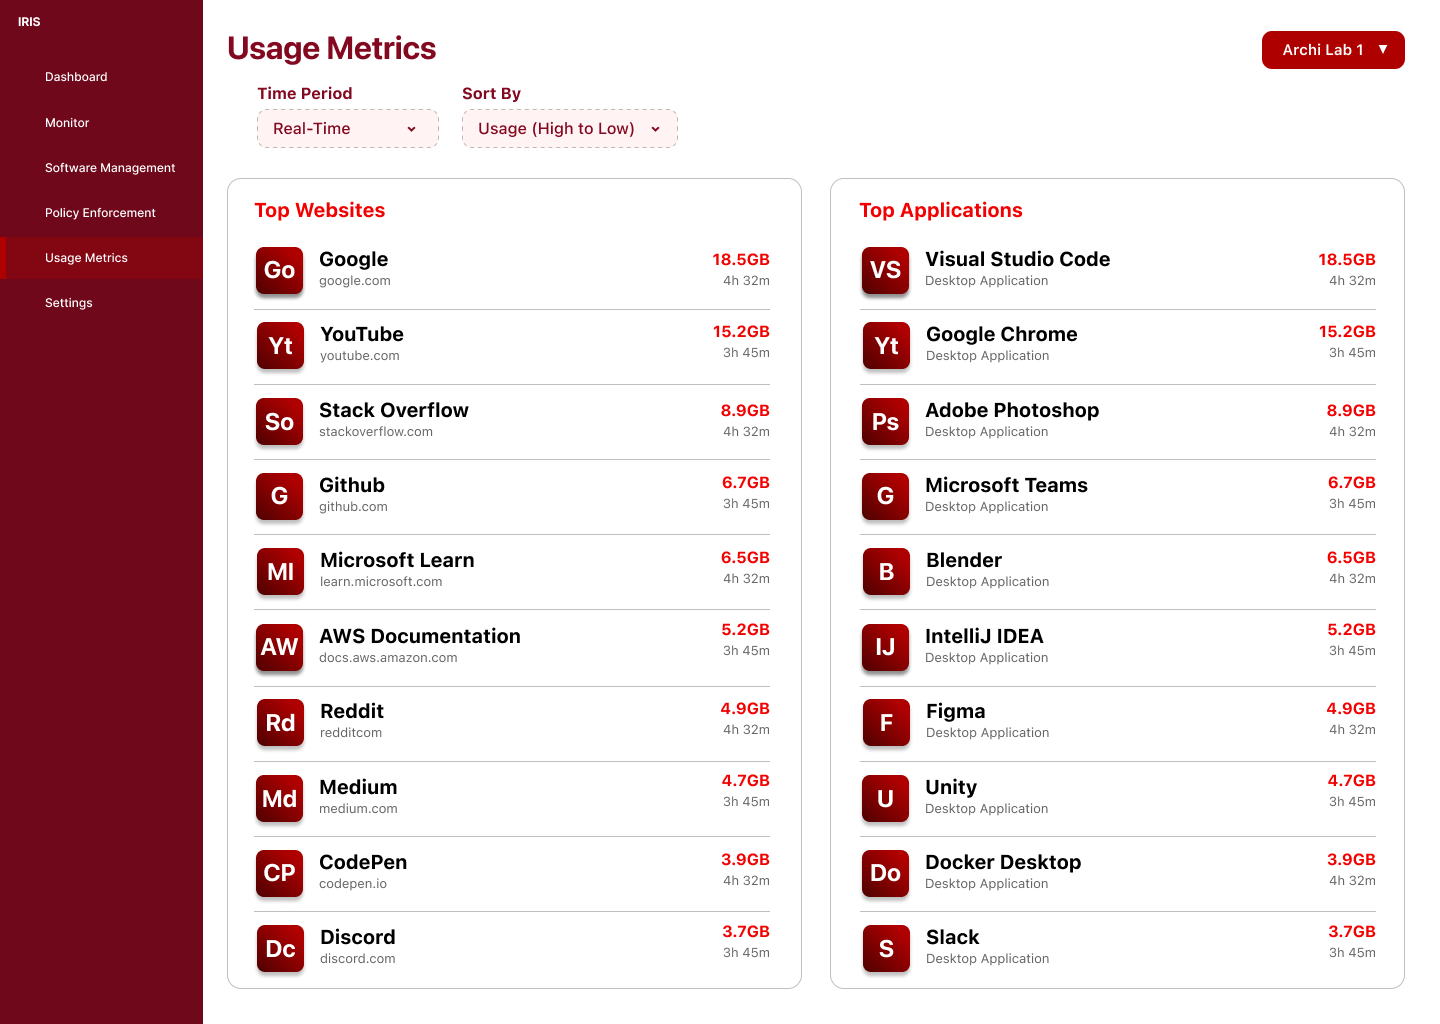 IRIS
Dashboard
Monitor
Software Management
Policy Enforcement
Usage Metrics
Settings
Usage Metrics
Archi Lab 1 ▼
Time Period
Sort By
Real-Time
Usage (High to Low)
Top Websites
Go
Google
google.com
18.5GB
4h 32m
Yt
YouTube
youtube.com
15.2GB
3h 45m
So
Stack Overflow
stackoverflow.com
8.9GB
4h 32m
G
Github
github.com
6.7GB
3h 45m
Ml
Microsoft Learn
learn.microsoft.com
6.5GB
4h 32m
AW
AWS Documentation
docs.aws.amazon.com
5.2GB
3h 45m
Rd
Reddit
redditcom
4.9GB
4h 32m
Md
Medium
medium.com
4.7GB
3h 45m
CP
CodePen
codepen.io
3.9GB
4h 32m
Dc
Discord
discord.com
3.7GB
3h 45m
Top Applications
VS
Visual Studio Code
Desktop Application
18.5GB
4h 32m
Yt
Google Chrome
Desktop Application
15.2GB
3h 45m
Ps
Adobe Photoshop
Desktop Application
8.9GB
4h 32m
G
Microsoft Teams
Desktop Application
6.7GB
3h 45m
B
Blender
Desktop Application
6.5GB
4h 32m
IJ
IntelliJ IDEA
Desktop Application
5.2GB
3h 45m
F
Figma
Desktop Application
4.9GB
4h 32m
U
Unity
Desktop Application
4.7GB
3h 45m
Do
Docker Desktop
Desktop Application
3.9GB
4h 32m
S
Slack
Desktop Application
3.7GB
3h 45m